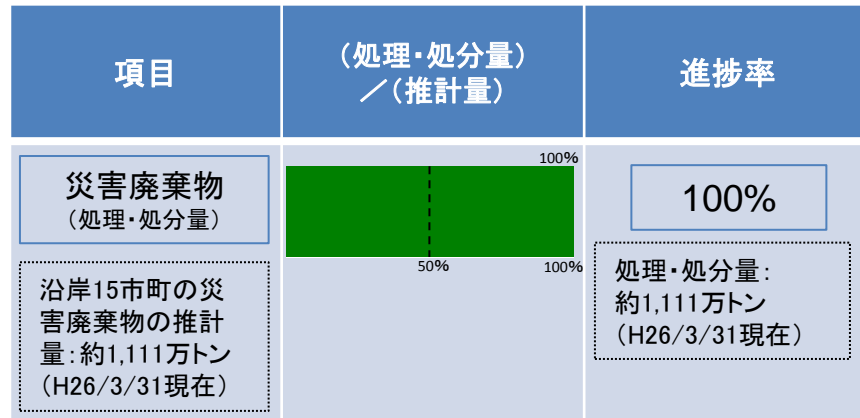 項目
（処理・処分量）
／（推計量）
進捗率
災害廃棄物
（処理・処分量）
沿岸15市町の災
害廃棄物の推計
量：約1,111万トン
（H26/3/31現在）
100%
50%
100%
100%
処理・処分量：
約1,111万トン
（H26/3/31現在）